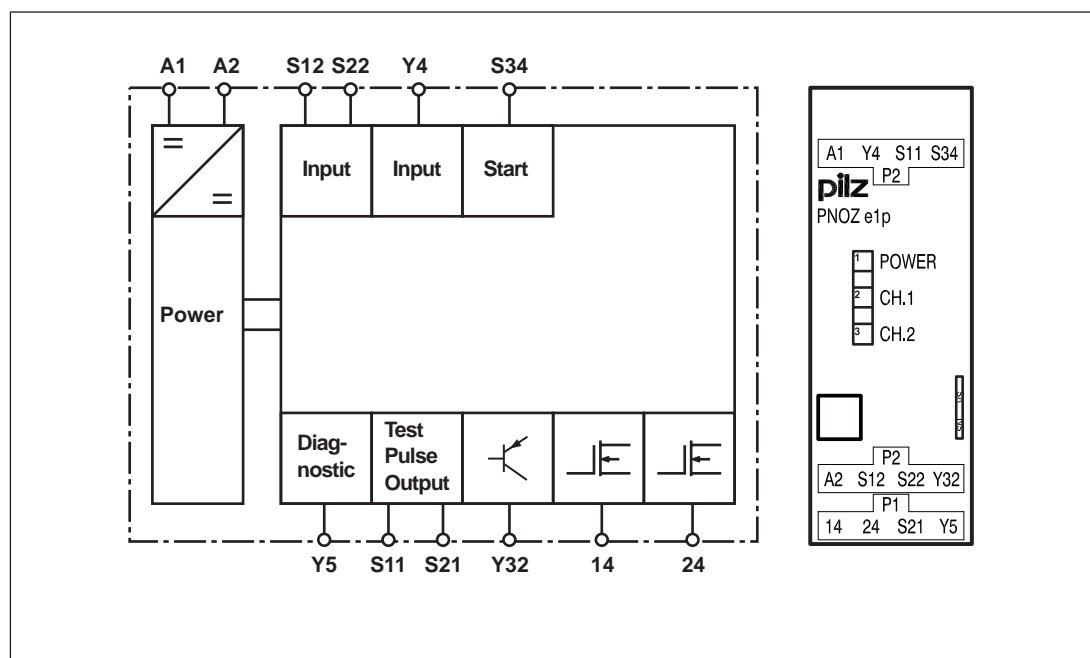 A1 A2 S12 S22 Y4 S34
=
=
Input Input Start
Power
Diag-
nostic
Test
Pulse
Output
Y5 S11 S21 Y32 14 24
A1 Y4 S11 S34
P2
pilz
PNOZ e1p
1 POWER
2 CH.1
3 CH.2
P2
A2 S12 S22 Y32
P1
14 24 S21 Y5